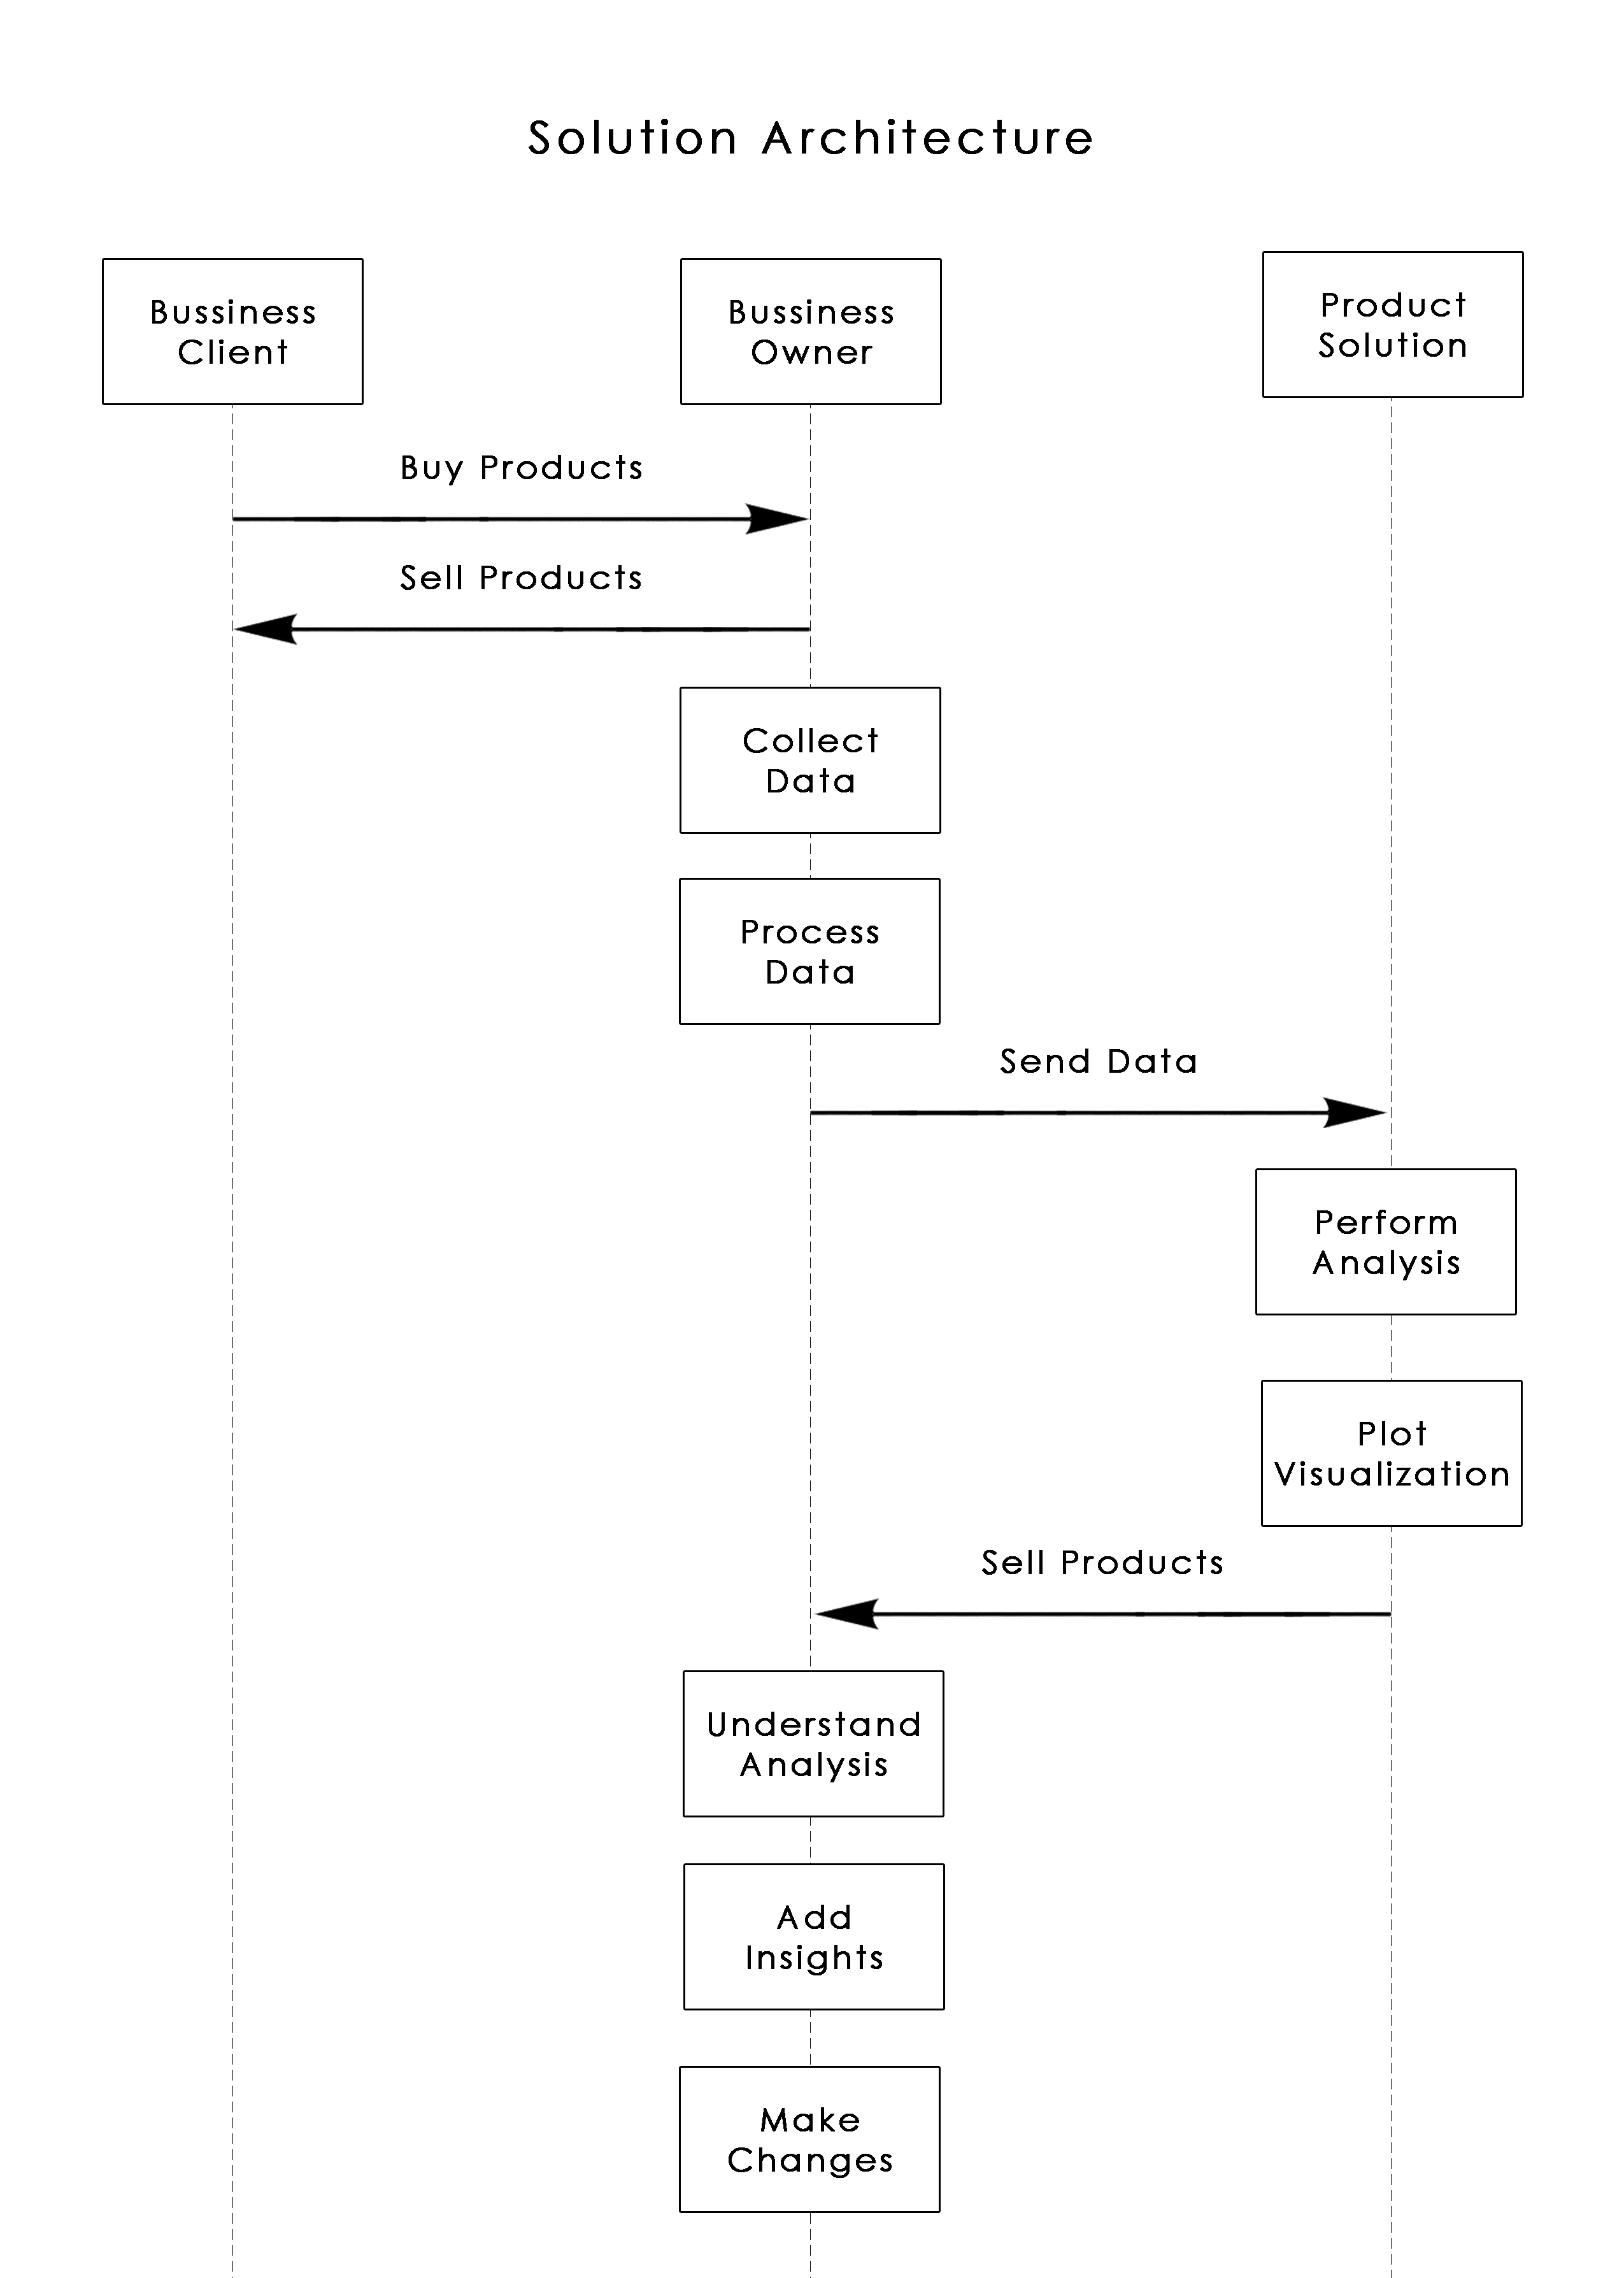 Solution Architecture
Bussiness
Client
Bussiness
Owner
Product
Solution
Buy Products
Sell Products
Collect
Data
Process
Data
Send Data
Perform
Analysis
Plot
Visualization
Sell Products
Understand
Analysis
Add
Insights
Make
Changes